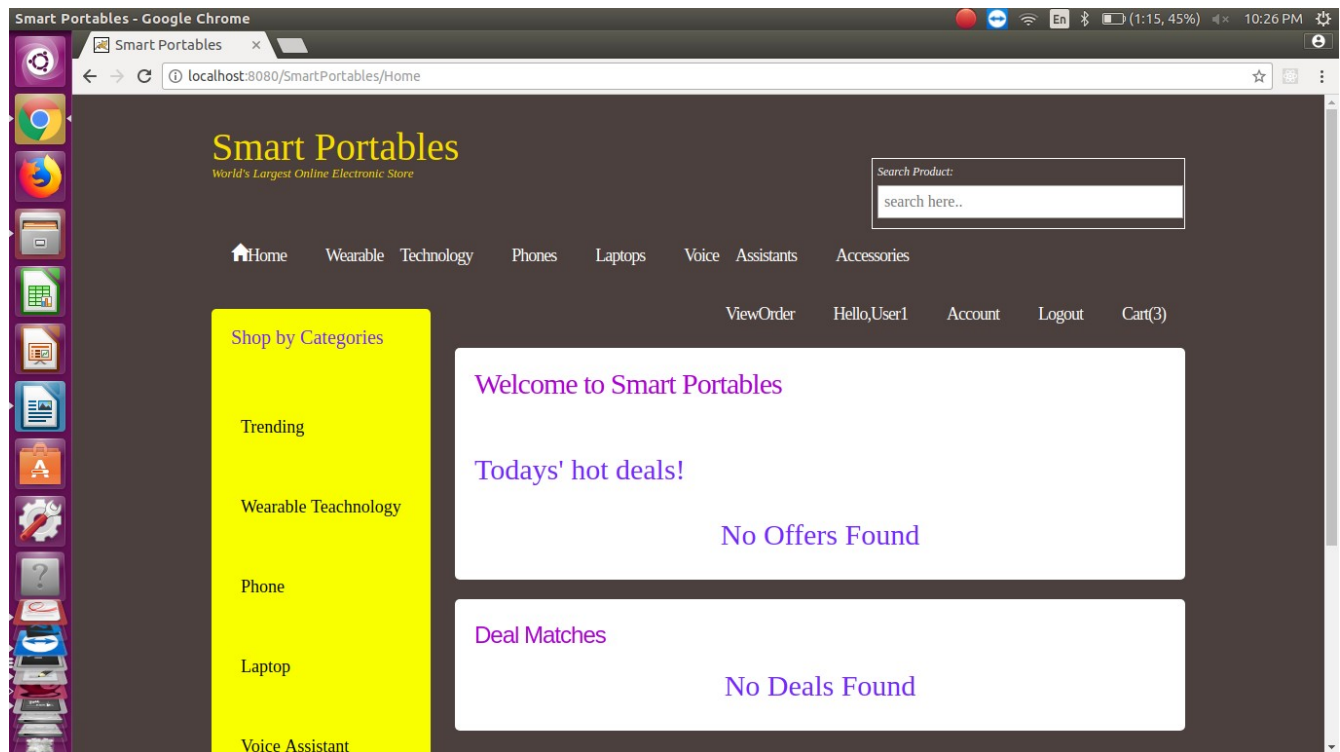 Smart Portables - Google Chrome
En (1:15, 45%) 10:26 PM
Smart Portables
localhost:8080/SmartPortables/Home
Smart Portables
World's Largest Online Electronic Store
Search Product:
search here..
Home Wearable Technology Phones Laptops Voice Assistants Accessories
ViewOrder Hello,User1 Account Logout Cart(3)
Shop by Categories
Trending
Wearable Teachnology
Phone
Laptop
Voice Assistant
Welcome to Smart Portables
Todays' hot deals!
No Offers Found
Deal Matches
No Deals Found